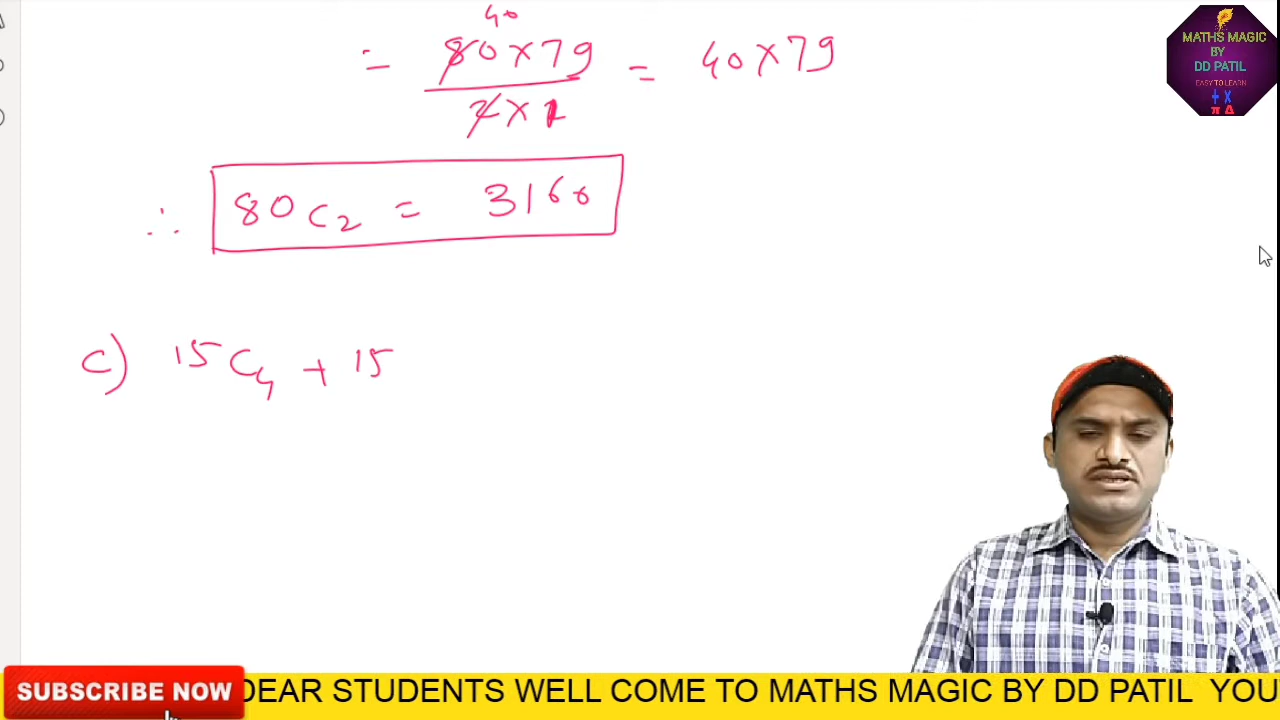 40
= 80 × 79 / 2 × 1 = 40 × 79
∴ 80C₂ = 3160
C) 15C₄ + 15
MATHS MAGIC
BY
DD PATIL
EASY TO LEARN
+ X
π Δ
SUBSCRIBE NOW
DEAR STUDENTS WELL COME TO MATHS MAGIC BY DD PATIL YOU